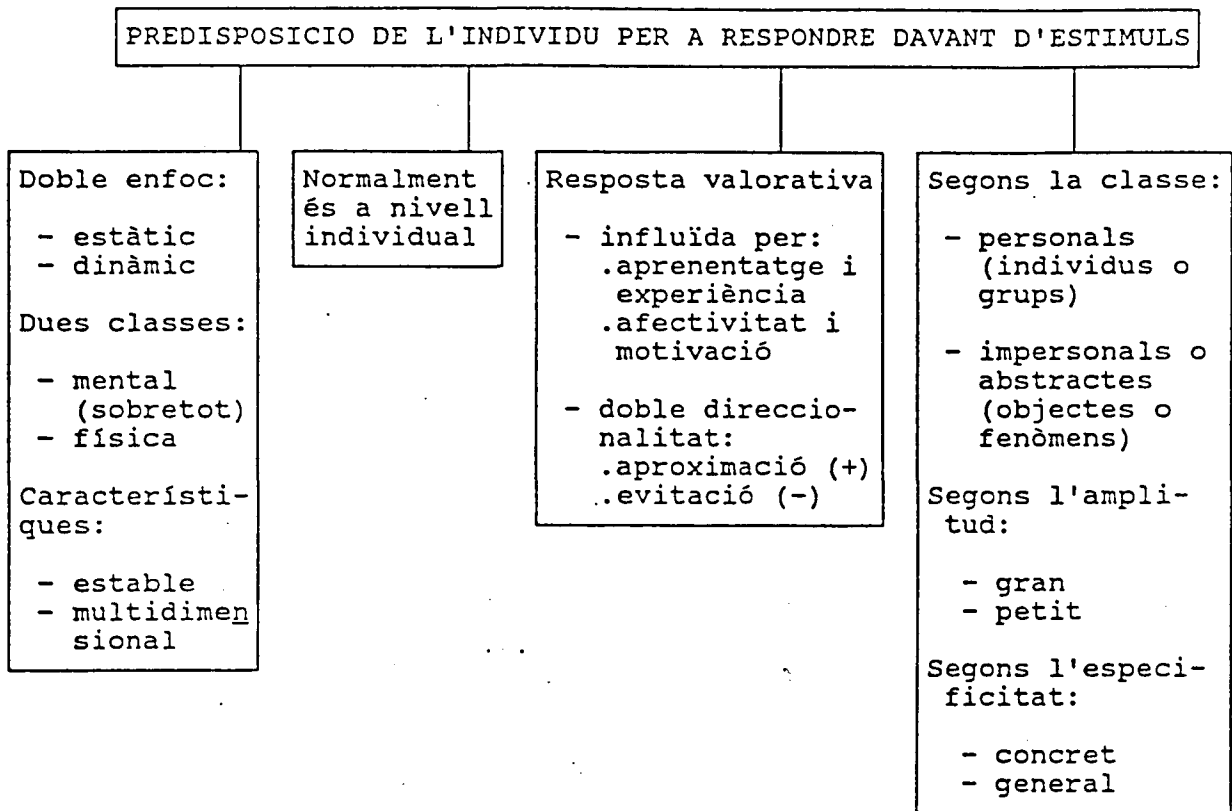 PREDISPOSICIO DE L'INDIVIDU PER A RESPONDRE DAVANT D'ESTIMULS
Doble enfoc:
- estàtic
- dinàmic
Dues classes:
- mental
(sobretot)
- física
Característi-
ques:
- estable
- multidimen
sional
Normalment
és a nivell
individual
Resposta valorativa
- influïda per:
.aprenentatge i
experiència
.afectivitat i
motivació
- doble direccio-
nalitat:
.aproximació (+)
.evitació (-)
Segons la classe:
- personals
(individus o
grups)
- impersonals o
abstractes
(objectes o
fenòmens)
Segons l'ampli-
tud:
- gran
- petit
Segons l'especi-
ficitat:
- concret
- general